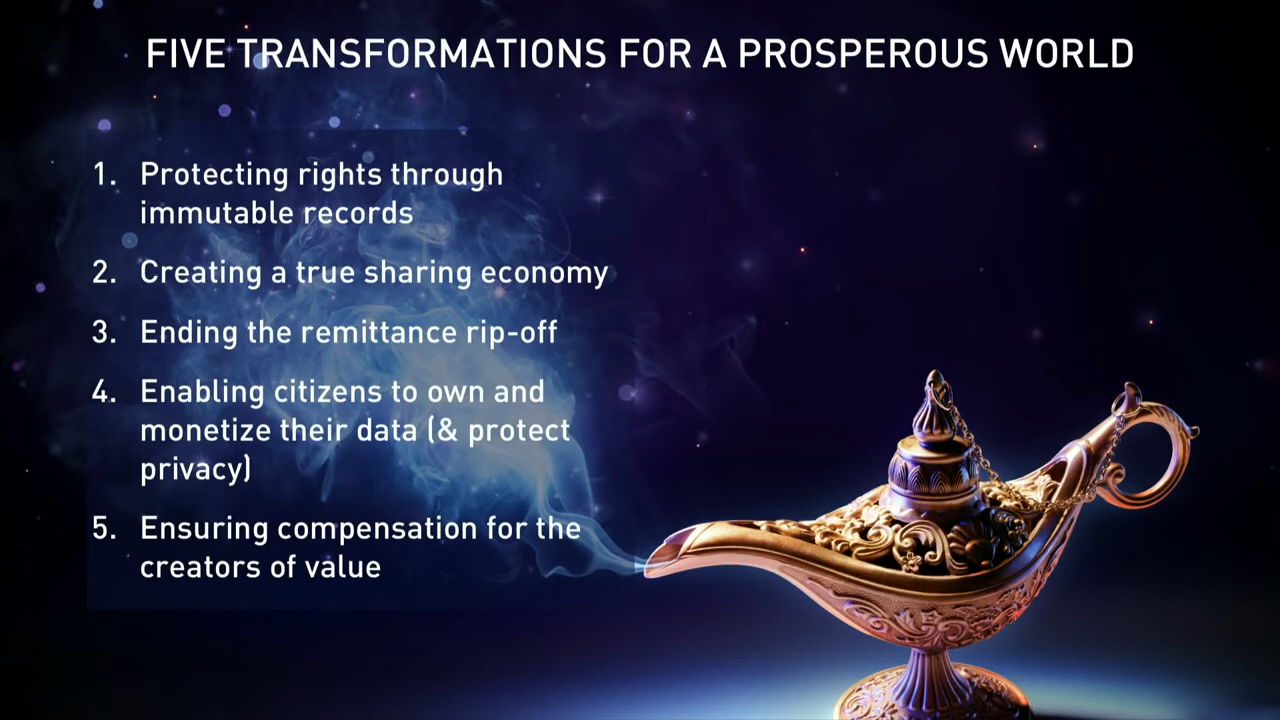 FIVE TRANSFORMATIONS FOR A PROSPEROUS WORLD
1. Protecting rights through
immutable records
2. Creating a true sharing economy
3. Ending the remittance rip-off
4. Enabling citizens to own and
monetize their data (& protect
privacy)
5. Ensuring compensation for the
creators of value